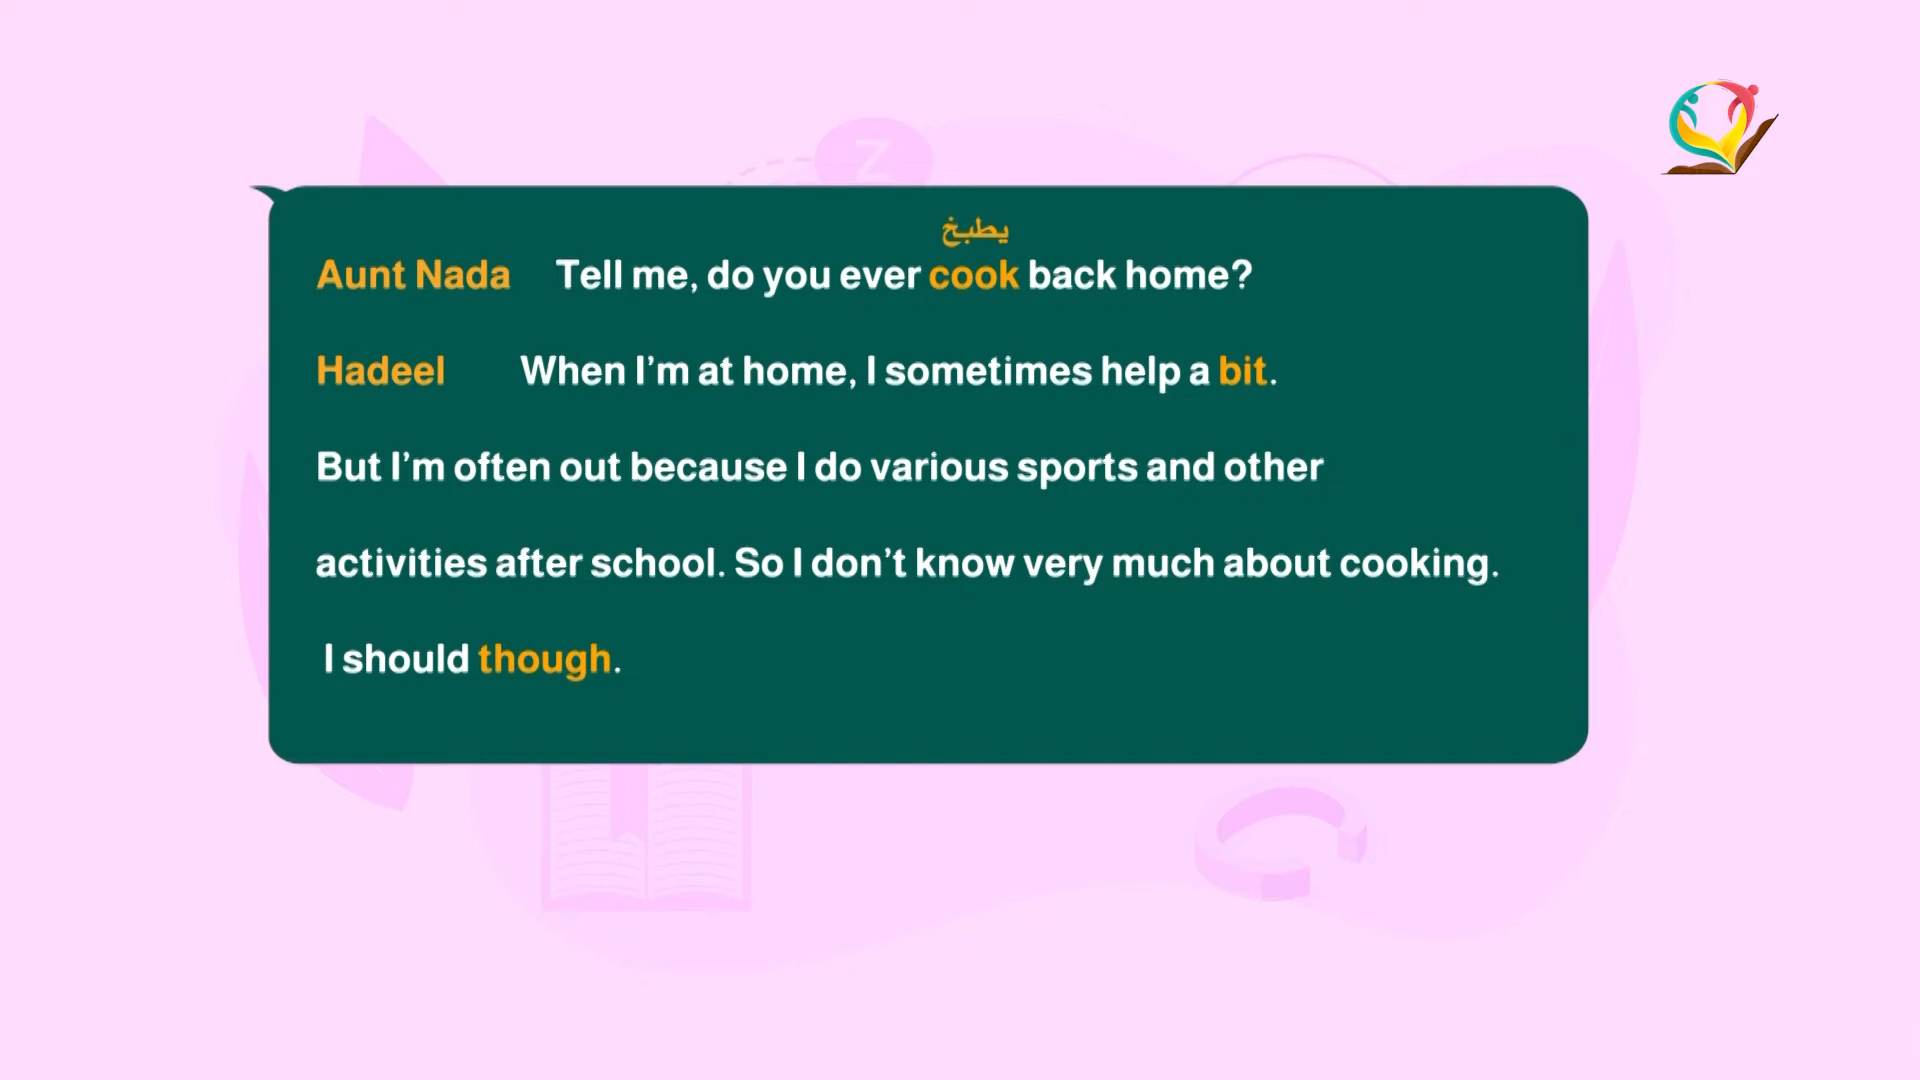 يطبخ
Aunt Nada Tell me, do you ever cook back home?
Hadeel When I'm at home, I sometimes help a bit.
But I'm often out because I do various sports and other
activities after school. So I don't know very much about cooking.
I should though.
Z